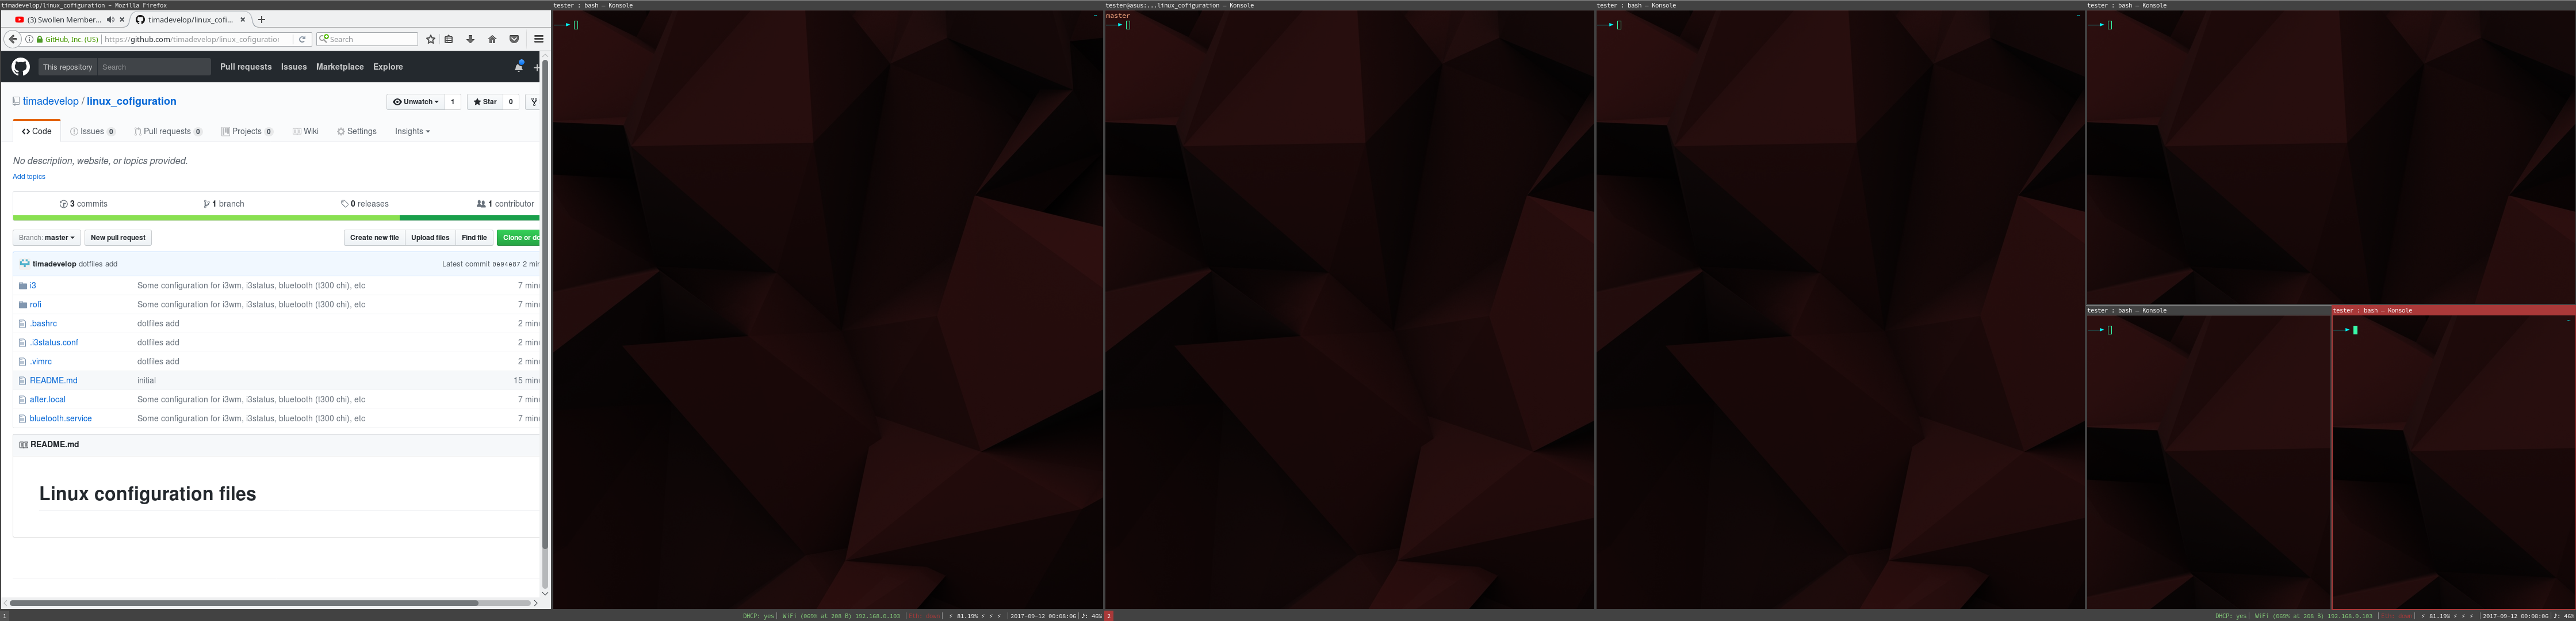 timadevelop/linux_cofiguration - Mozilla Firefox
(3) Swollen Member...
timadevelop/linux_cofi...
GitHub, Inc. (US)
https://github.com/timadevelop/linux_cofiguration
Search
This repository
Search
Pull requests
Issues
Marketplace
Explore
timadevelop / linux_cofiguration
Unwatch 1
Star 0
Code
Issues 0
Pull requests 0
Projects 0
Wiki
Settings
Insights
No description, website, or topics provided.
Add topics
3 commits
1 branch
0 releases
1 contributor
Branch: master
New pull request
Create new file
Upload files
Find file
Clone or do
timadevelop dotfiles add
Latest commit 0e94e87 2 min
i3 Some configuration for i3wm, i3status, bluetooth (t300 chi), etc 7 min
rofi Some configuration for i3wm, i3status, bluetooth (t300 chi), etc 7 min
.bashrc dotfiles add 2 min
.i3status.conf dotfiles add 2 min
.vimrc dotfiles add 2 min
README.md initial 15 min
after.local Some configuration for i3wm, i3status, bluetooth (t300 chi), etc 7 min
bluetooth.service Some configuration for i3wm, i3status, bluetooth (t300 chi), etc 7 min
README.md
Linux configuration files
1
DHCP: yes| WiFi (069% at 208 B) 192.168.0.103
⚡ 81.19% ⚡ ⚡ ⚡ |2017-09-12 00:08:06|♪: 46%
tester : bash — Konsole
~
tester@asus:...linux_cofiguration — Konsole
master
2
tester : bash — Konsole
~
tester : bash — Konsole
tester : bash — Konsole
tester : bash — Konsole
~
DHCP: yes| WiFi (069% at 208 B) 192.168.0.103
⚡ 81.19% ⚡ ⚡ ⚡ |2017-09-12 00:08:06|♪: 46%